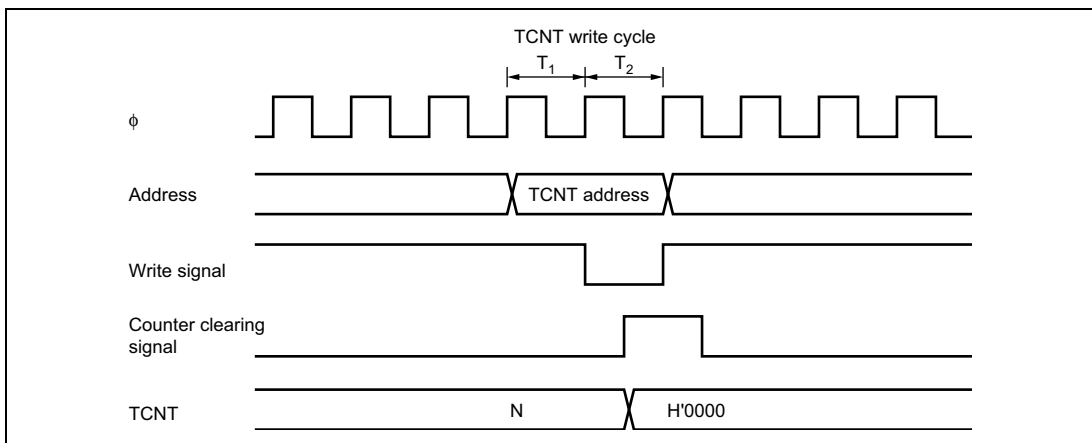 TCNT write cycle
T1 T2
ϕ
Address
TCNT address
Write signal
Counter clearing
signal
TCNT
N
H'0000